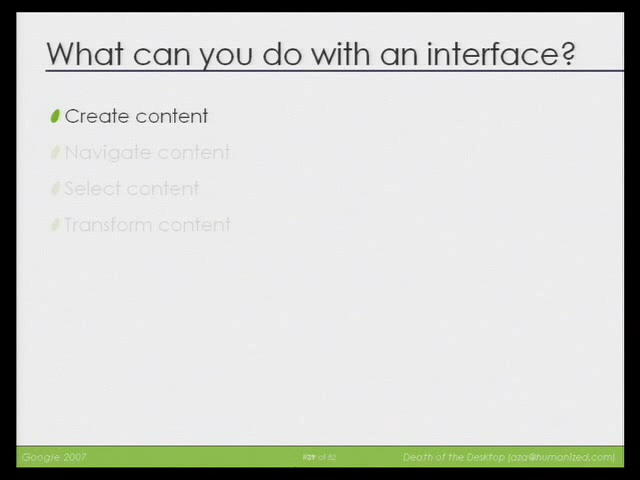 What can you do with an interface?
Create content
Navigate content
Select content
Transform content
Google 2007
of 52
Death of the Desktop (aza@humanized.com)